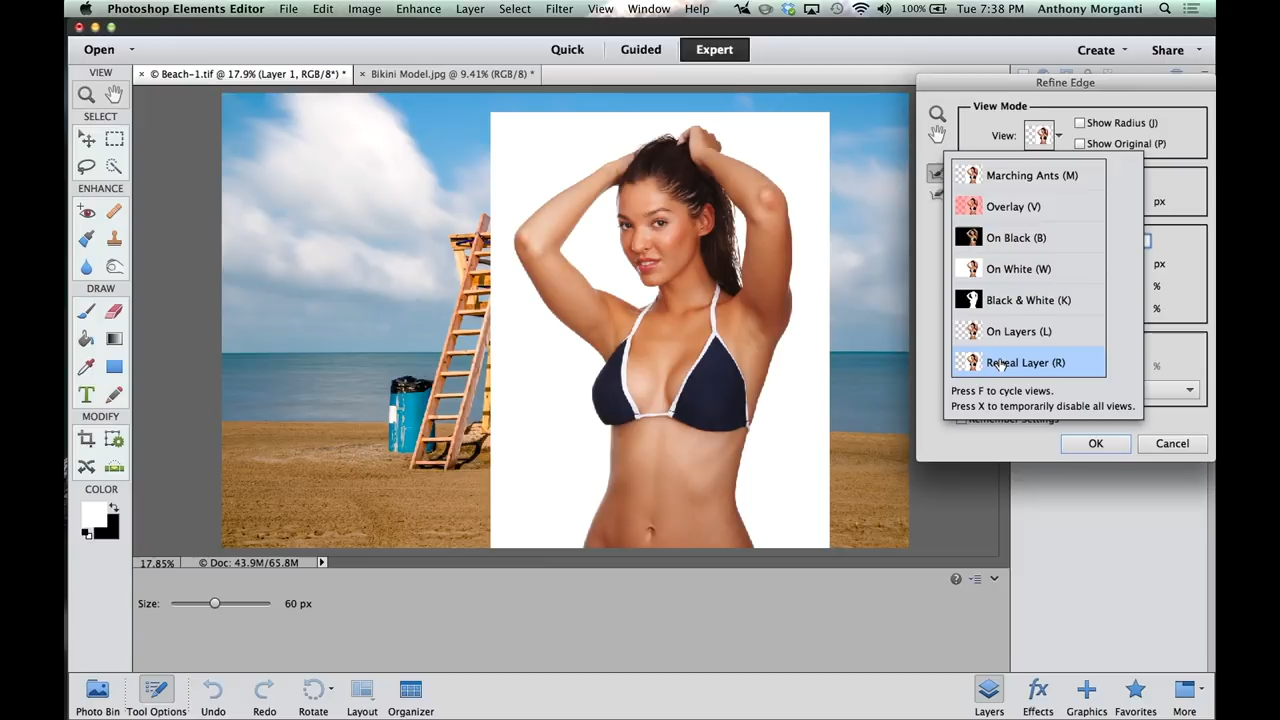 Photoshop Elements Editor File Edit Image Enhance Layer Select Filter View Window Help 100% Tue 7:38 PM Anthony Morganti
Open Quick Guided Expert Create Share
VIEW
× © Beach-1.tif @ 17.9% (Layer 1, RGB/8*) * × Bikini Model.jpg @ 9.41% (RGB/8) *
Refine Edge
View Mode
View: Show Radius (J)
Show Original (P)
SELECT
ENHANCE
DRAW
MODIFY
COLOR
Marching Ants (M)
Overlay (V)
On Black (B)
On White (W)
Black & White (K)
On Layers (L)
Reveal Layer (R)
Press F to cycle views.
Press X to temporarily disable all views.
px
px
%
%
%
Remember Settings
OK Cancel
17.85% © Doc: 43.9M/65.8M
Size: 60 px
Photo Bin Tool Options Undo Redo Rotate Layout Organizer Layers Effects Graphics Favorites More